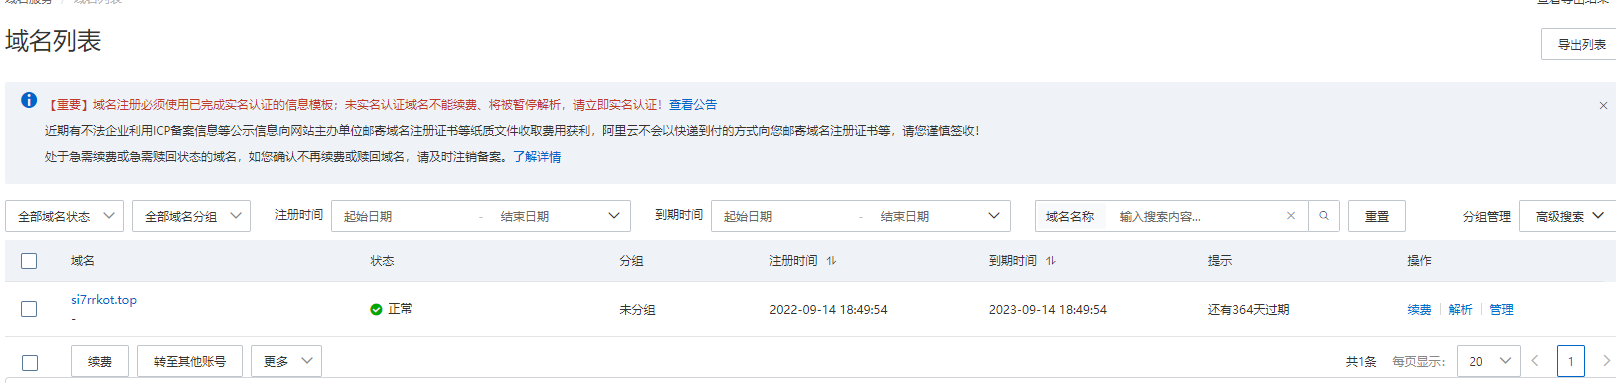 域名服务 / 域名列表
查看导出结果
域名列表
导出列表
【重要】域名注册必须使用已完成实名认证的信息模板；未实名认证域名不能续费、将被暂停解析，请立即实名认证！查看公告
近期有不法企业利用ICP备案信息等公示信息向网站主办单位邮寄域名注册证书等纸质文件收取费用获利，阿里云不会以快递到付的方式向您邮寄域名注册证书等，请您谨慎签收！
处于急需续费或急需赎回状态的域名，如您确认不再续费或赎回域名，请及时注销备案。了解详情
全部域名状态 全部域名分组 注册时间 起始日期 - 结束日期 到期时间 起始日期 - 结束日期 域名名称 输入搜索内容... 重置 分组管理 高级搜索
域名 状态 分组 注册时间 到期时间 提示 操作
si7rrkot.top 正常 未分组 2022-09-14 18:49:54 2023-09-14 18:49:54 还有364天过期 续费 解析 管理
-
续费 转至其他账号 更多 共1条 每页显示： 20 1